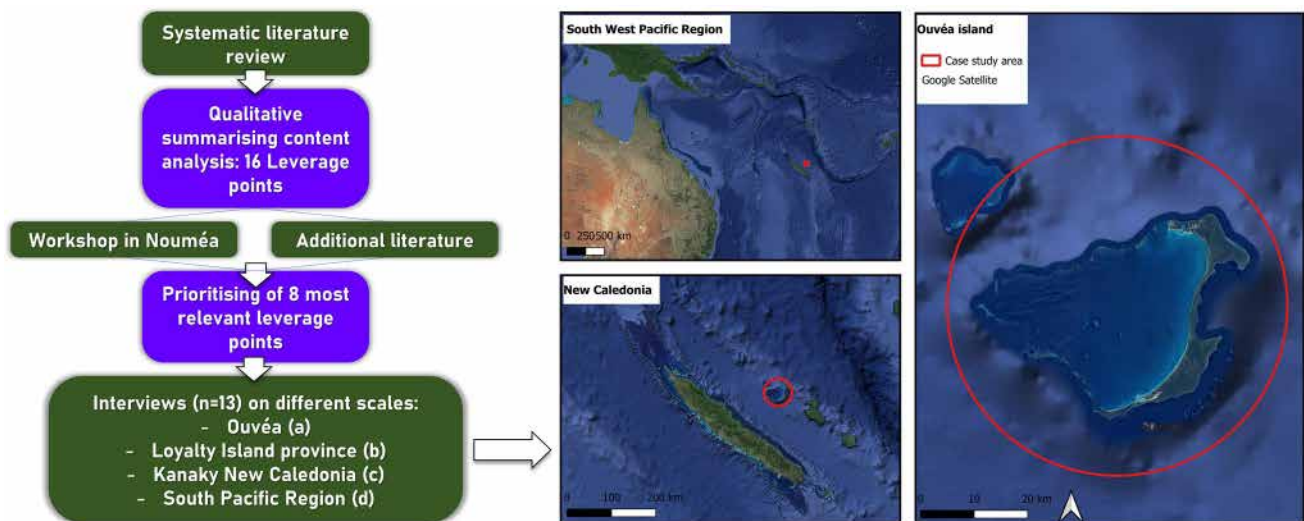 Systematic literature
review
Qualitative
summarising content
analysis: 16 Leverage
points
Workshop in Nouméa
Additional literature
Prioritising of 8 most
relevant leverage
points
Interviews (n=13) on different scales:
- Ouvéa (a)
- Loyalty Island province (b)
- Kanaky New Caledonia (c)
- South Pacific Region (d)
South West Pacific Region
0 250500 km
New Caledonia
0 100 200 km
Ouvéa island
Case study area
Google Satellite
0 10 20 km